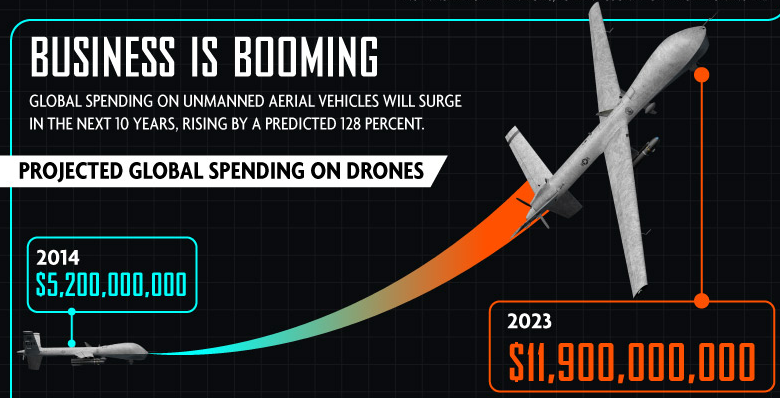 BUSINESS IS BOOMING
GLOBAL SPENDING ON UNMANNED AERIAL VEHICLES WILL SURGE
IN THE NEXT 10 YEARS, RISING BY A PREDICTED 128 PERCENT.
PROJECTED GLOBAL SPENDING ON DRONES
2014
$5,200,000,000
2023
$11,900,000,000